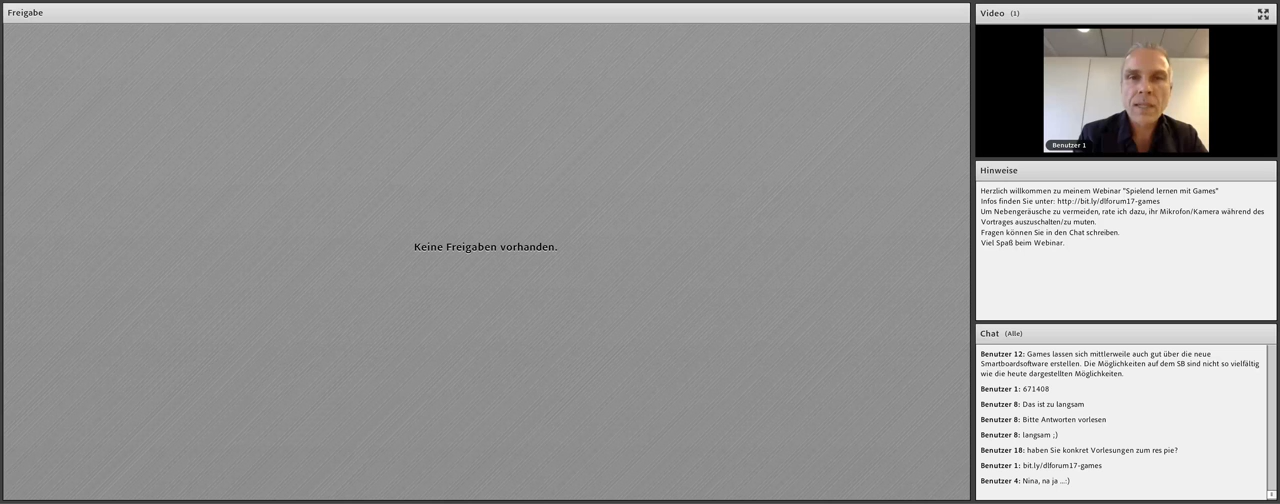 Freigabe
Keine Freigaben vorhanden.
Video (1)
Benutzer 1
Hinweise
Herzlich willkommen zu meinem Webinar "Spielend lernen mit Games"
Infos finden Sie unter: http://bit.ly/dlforum17-games
Um Nebengeräusche zu vermeiden, rate ich dazu, ihr Mikrofon/Kamera während des
Vortrages auszuschalten/zu muten.
Fragen können Sie in den Chat schreiben.
Viel Spaß beim Webinar.
Chat (Alle)
Benutzer 12: Games lassen sich mittlerweile auch gut über die neue
Smartboardsoftware erstellen. Die Möglichkeiten auf dem SB sind nicht so vielfältig
wie die heute dargestellten Möglichkeiten.
Benutzer 1: 671408
Benutzer 8: Das ist zu langsam
Benutzer 8: Bitte Antworten vorlesen
Benutzer 8: langsam ;)
Benutzer 18: haben Sie konkret Vorlesungen zum res pie?
Benutzer 1: bit.ly/dlforum17-games
Benutzer 4: Nina, na ja ...:)